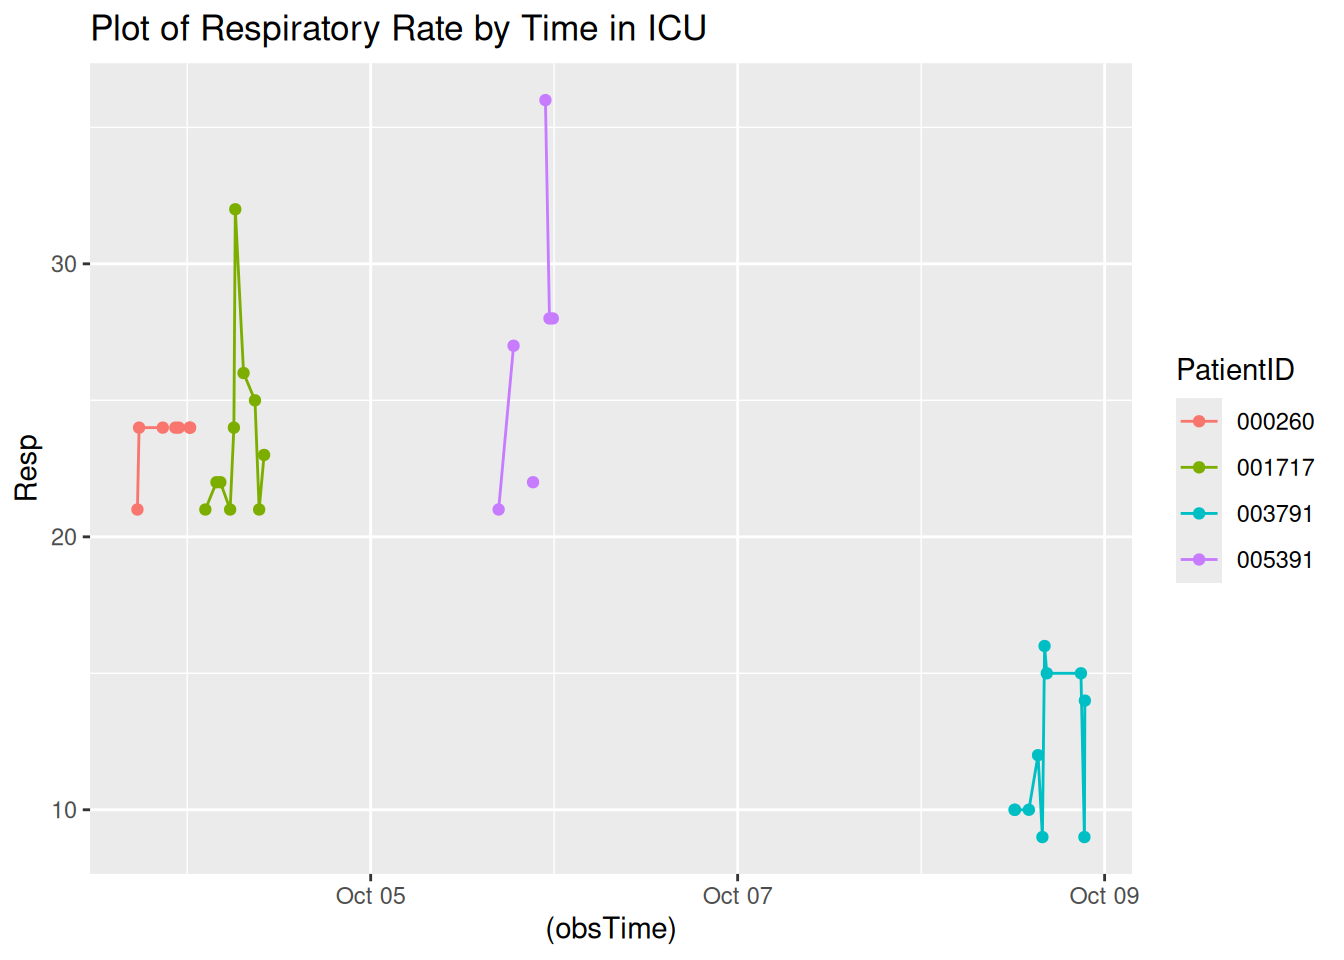 Plot of Respiratory Rate by Time in ICU
Resp
30
20
10
Oct 05
Oct 07
Oct 09
(obsTime)
PatientID
000260
001717
003791
005391